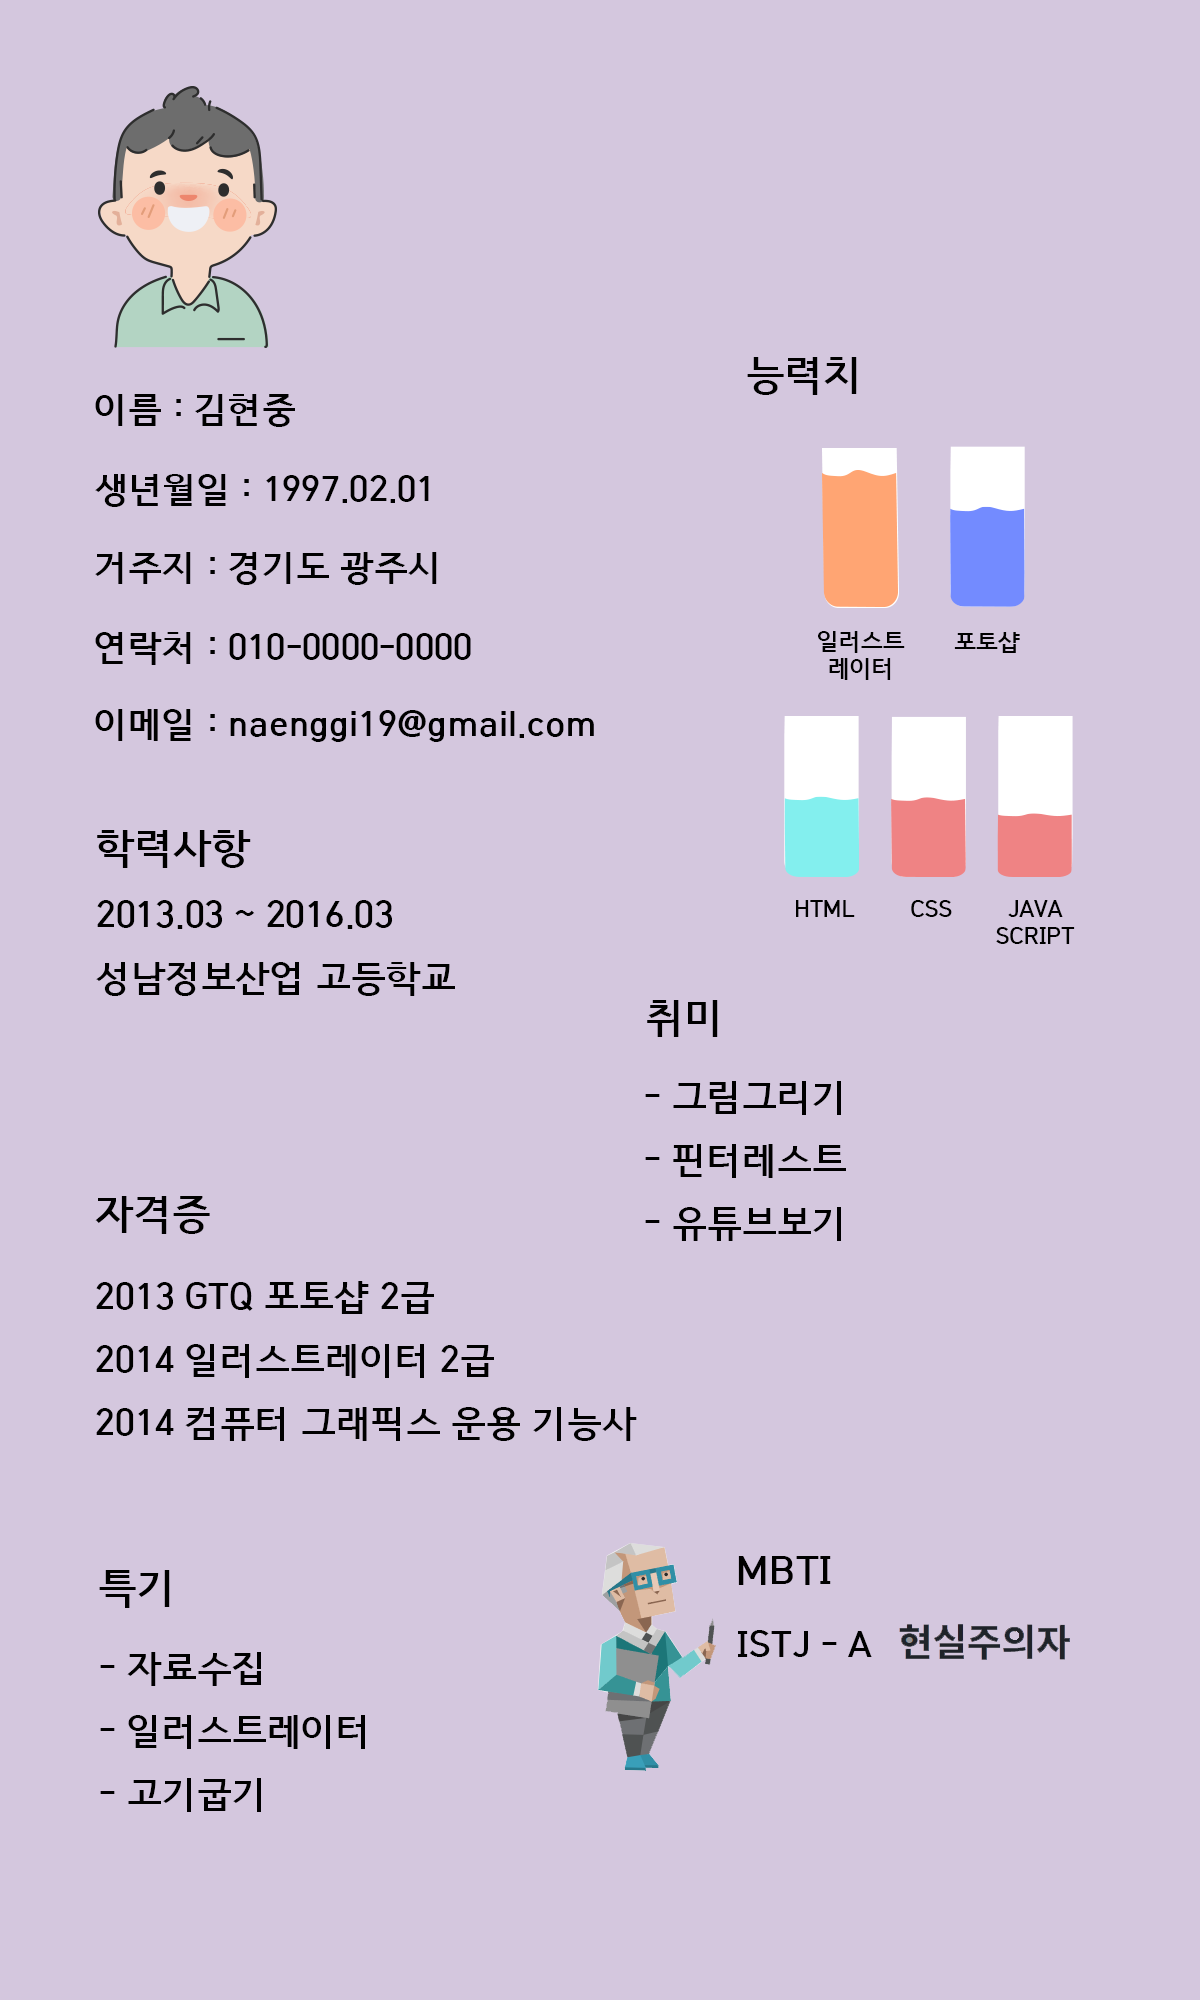 이름 : 김현중
생년월일 : 1997.02.01
거주지 : 경기도 광주시
연락처 : 010-0000-0000
이메일 : naenggi19@gmail.com
학력사항
2013.03 ~ 2016.03
성남정보산업 고등학교
능력치
일러스트
레이터
포토샵
HTML
CSS
JAVA
SCRIPT
취미
- 그림그리기
- 핀터레스트
- 유튜브보기
자격증
2013 GTQ 포토샵 2급
2014 일러스트레이터 2급
2014 컴퓨터 그래픽스 운용 기능사
특기
- 자료수집
- 일러스트레이터
- 고기굽기
MBTI
ISTJ - A 현실주의자